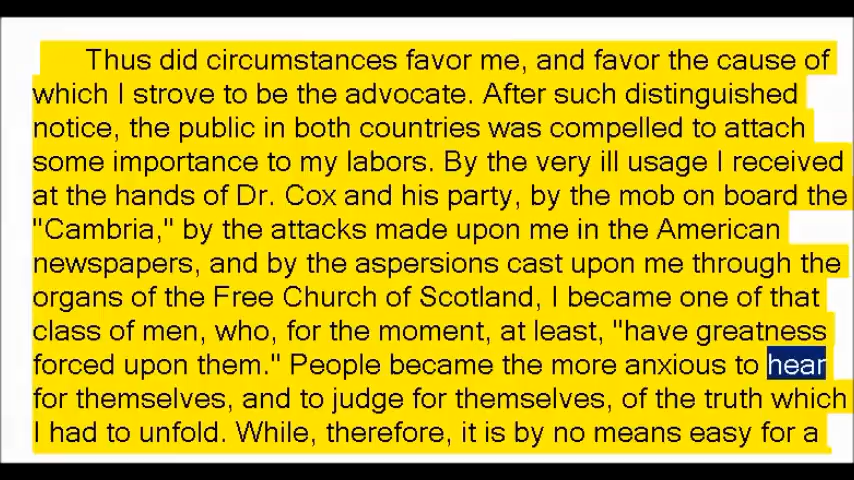 Thus did circumstances favor me, and favor the cause of
which I strove to be the advocate. After such distinguished
notice, the public in both countries was compelled to attach
some importance to my labors. By the very ill usage I received
at the hands of Dr. Cox and his party, by the mob on board the
"Cambria," by the attacks made upon me in the American
newspapers, and by the aspersions cast upon me through the
organs of the Free Church of Scotland, I became one of that
class of men, who, for the moment, at least, "have greatness
forced upon them." People became the more anxious to hear
for themselves, and to judge for themselves, of the truth which
I had to unfold. While, therefore, it is by no means easy for a